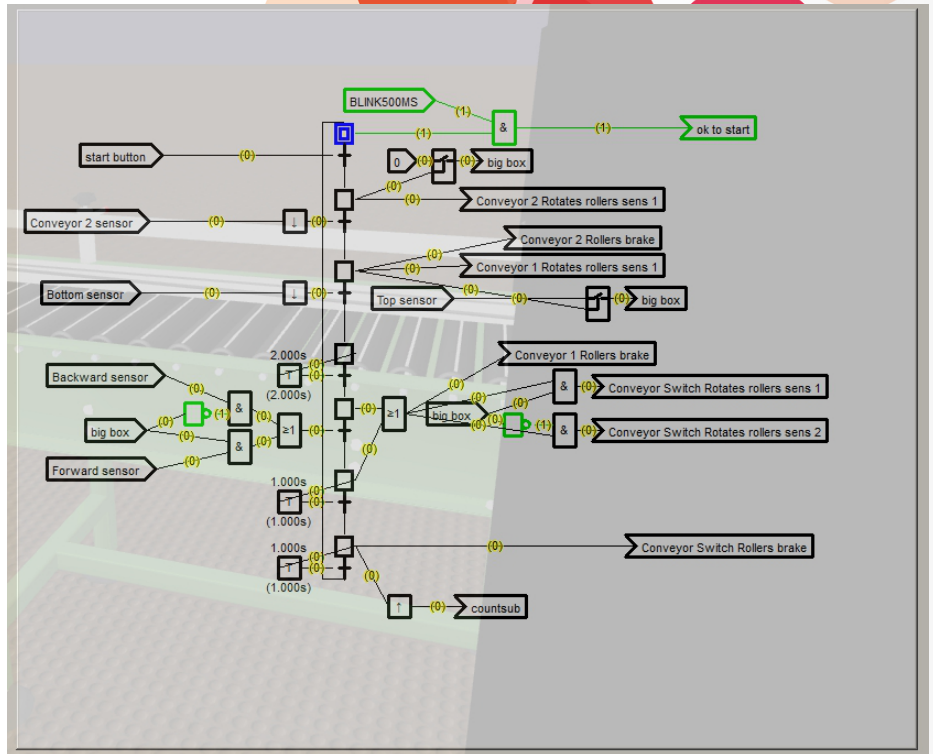 BLINK500MS
(1)
&
(1)
(1)
ok to start
start button
(0)
0
(0)
(0)
big box
(0)
Conveyor 2 Rotates rollers sens 1
(0)
Conveyor 2 sensor
(0)
↓
(0)
Conveyor 2 Rollers brake
(0)
Conveyor 1 Rotates rollers sens 1
(0)
Bottom sensor
(0)
↓
(0)
Top sensor
(0)
(0)
(0)
big box
2.000s
(0)
T
(0)
(2.000s)
Conveyor 1 Rollers brake
Backward sensor
(0)
(0)
(0)
&
(0)
Conveyor Switch Rotates rollers sens 1
(0)
(1)
&
(0)
(0)
≥1
big box
(0)
(0)
big box
(0)
≥1
(0)
(0)
(0)
(1)
&
(0)
Conveyor Switch Rotates rollers sens 2
&
(0)
(0)
Forward sensor
(0)
1.000s
(0)
T
(0)
(1.000s)
1.000s
(0)
T
(0)
(1.000s)
(0)
Conveyor Switch Rollers brake
(0)
↑
(0)
countsub